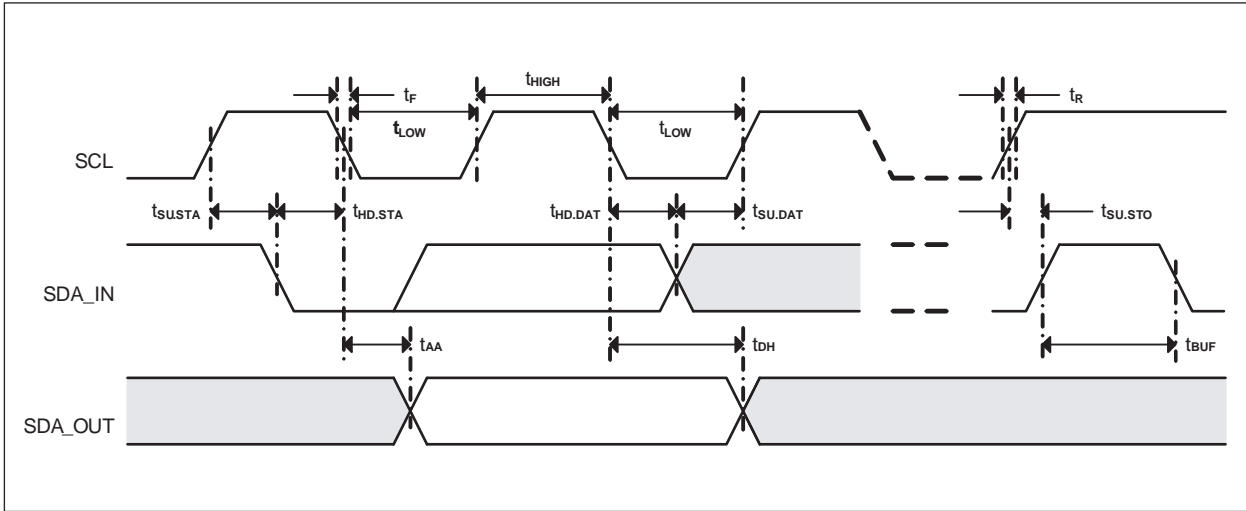 tHIGH
tF
tR
tLOW
tLOW
SCL
tSU.STA
tHD.STA
tHD.DAT
tSU.DAT
tSU.STO
SDA_IN
tAA
tDH
tBUF
SDA_OUT